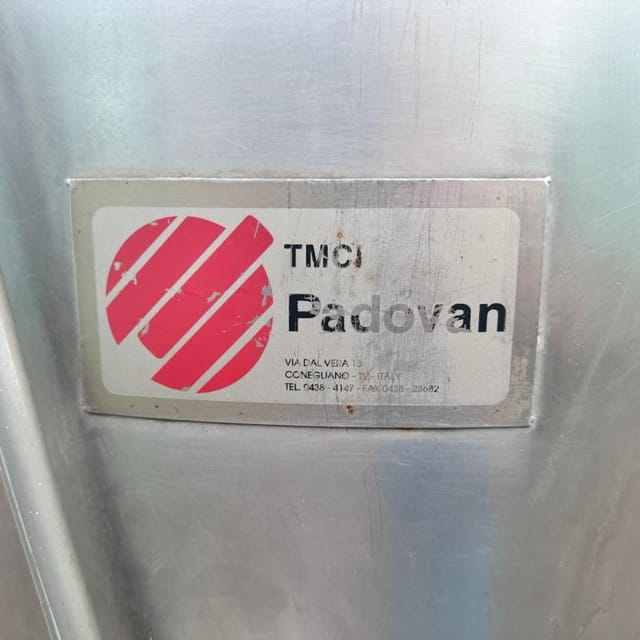 TMCI
Padovan
VIA DAL VERA 13
CONEGLIANO - TV - ITALY
TEL. 0438 - 4147 - FAX 0438 - 23682